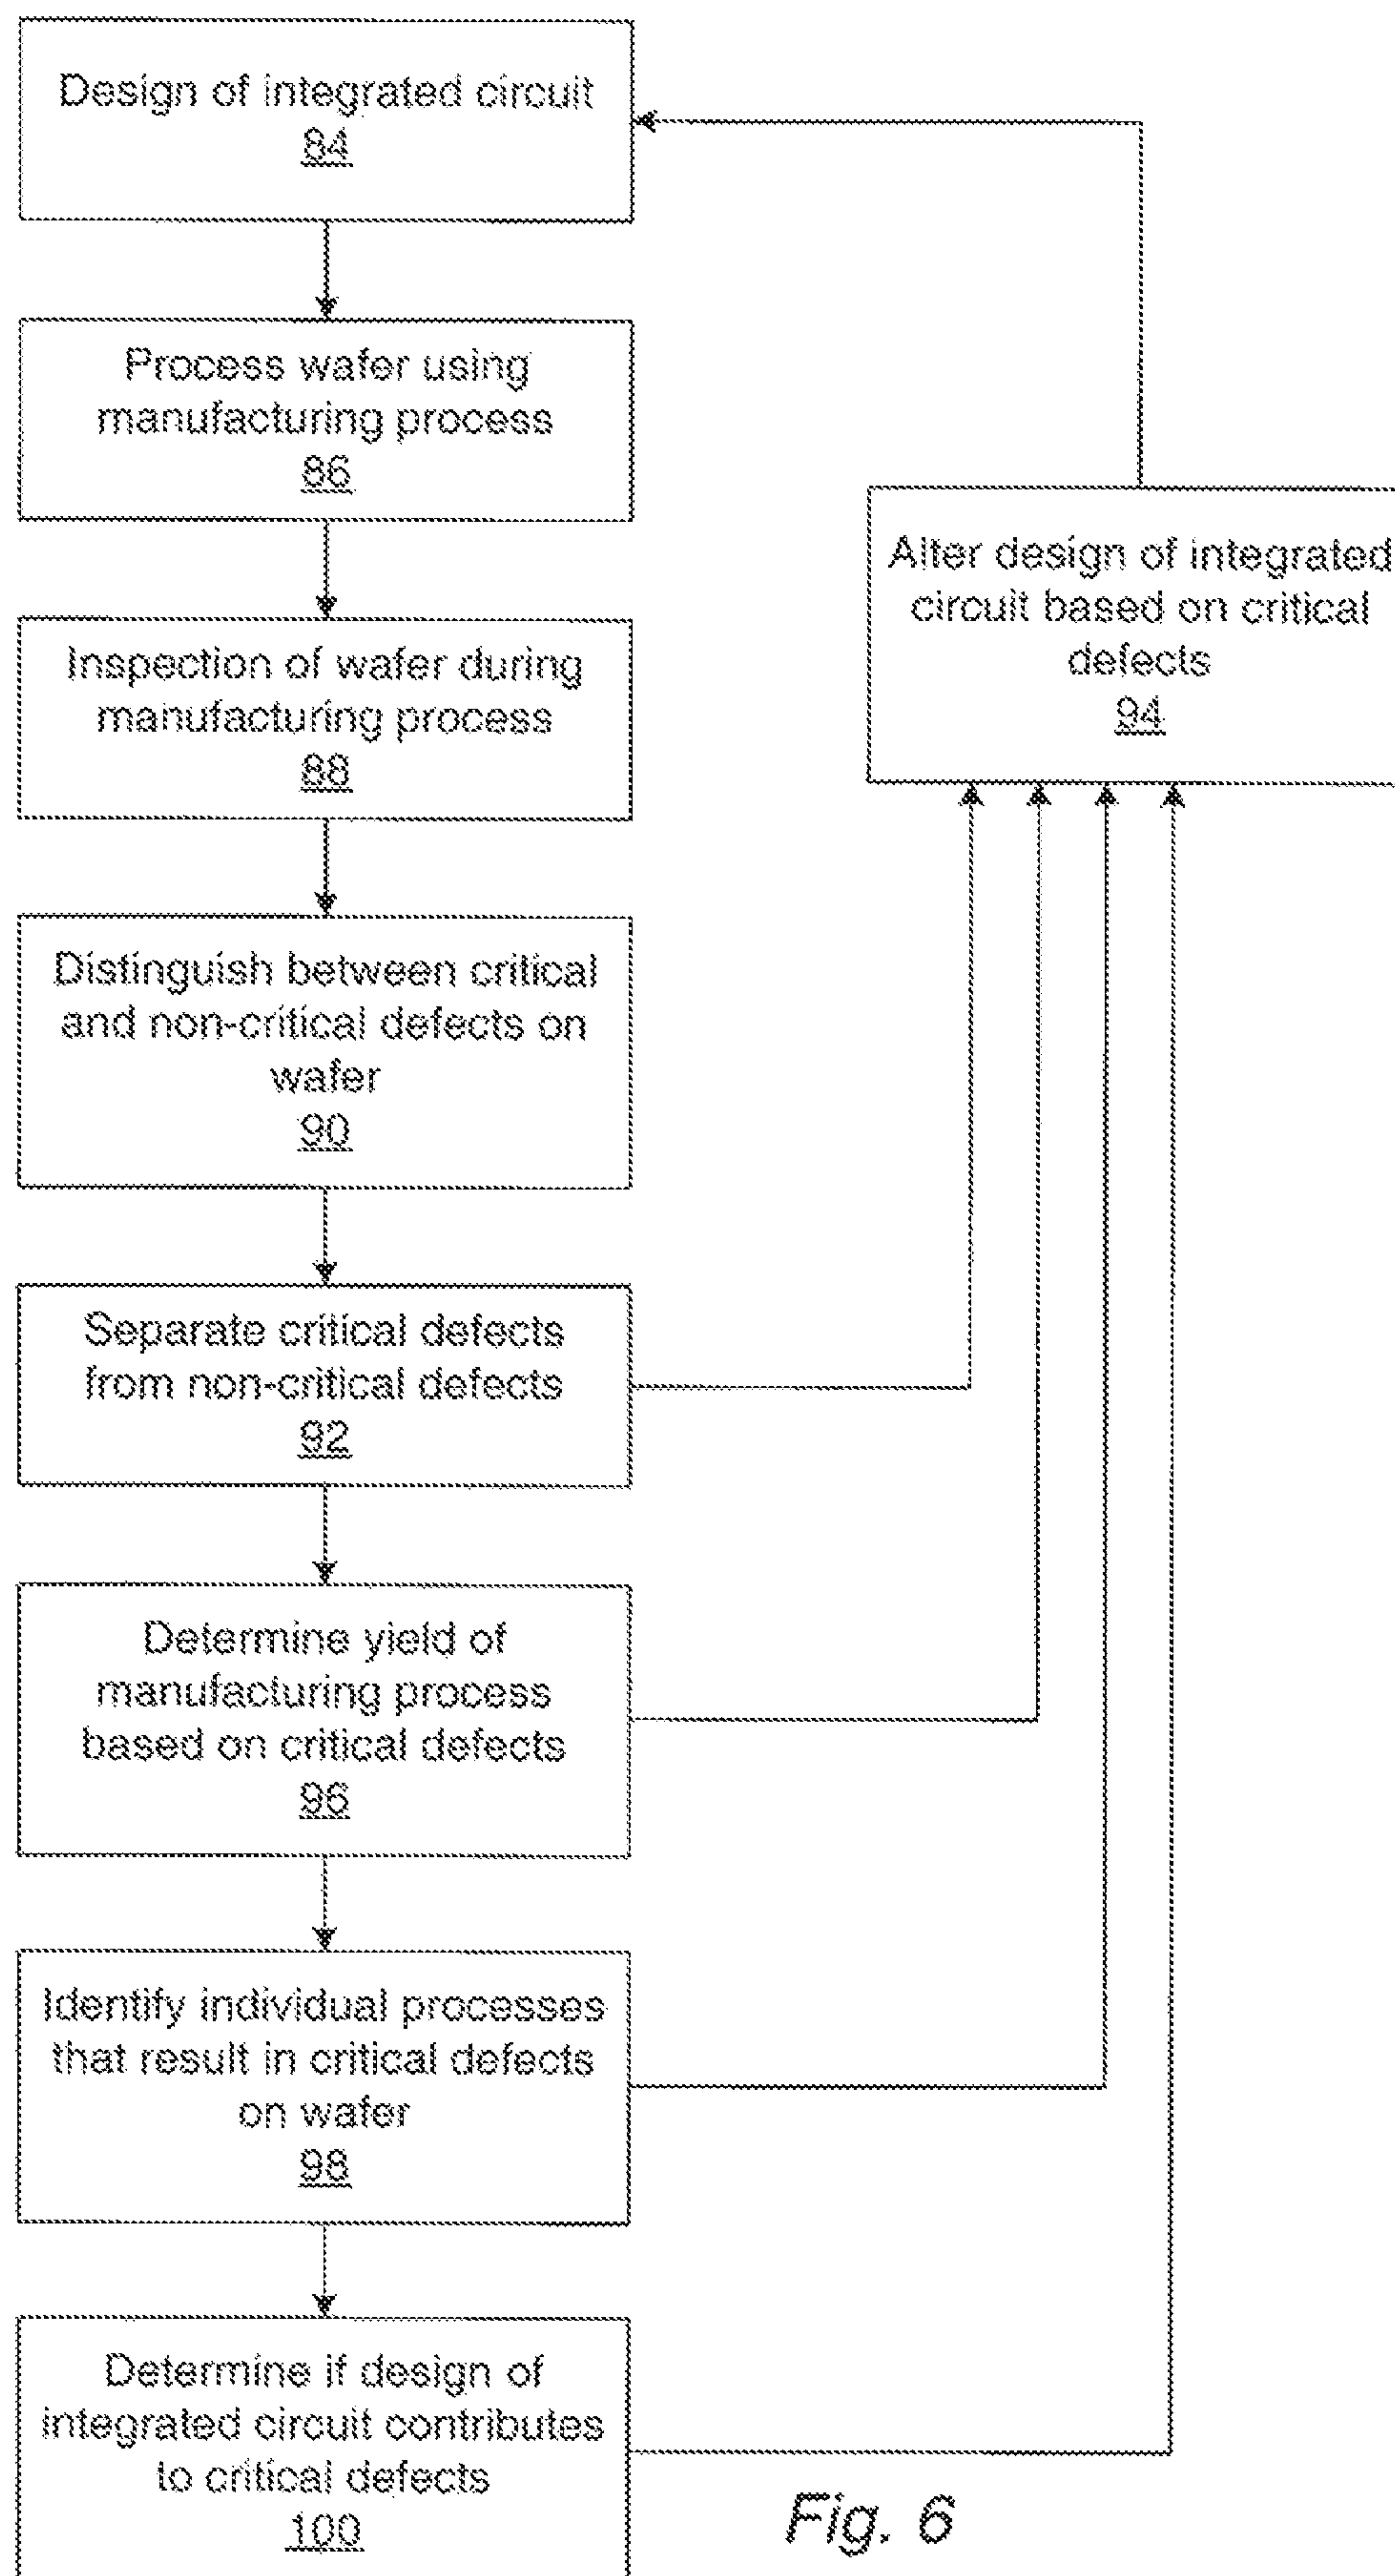 Design of integrated circuit
84
Process wafer using
manufacturing process
86
Inspection of wafer during
manufacturing process
88
Distinguish between critical
and non-critical defects on
wafer
90
Separate critical defects
from non-critical defects
92
Determine yield of
manufacturing process
based on critical defects
96
Identify individual processes
that result in critical defects
on wafer
98
Determine if design of
integrated circuit contributes
to critical defects
100
Alter design of integrated
circuit based on critical
defects
94
Fig. 6